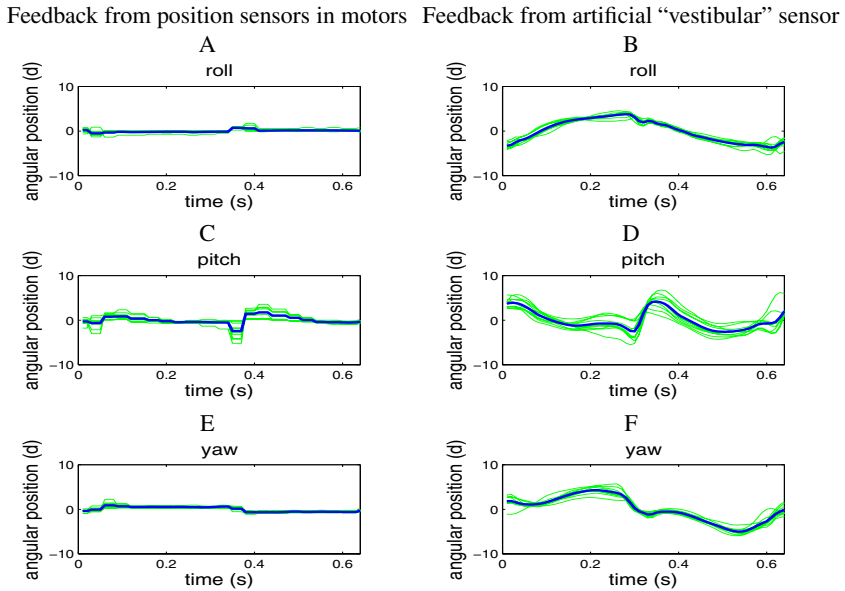 Feedback from position sensors in motors Feedback from artificial “vestibular” sensor
A
roll
angular position (d)
10
0
−10
0 0.2 0.4 0.6
time (s)
B
roll
angular position (d)
10
0
−10
0 0.2 0.4 0.6
time (s)
C
pitch
angular position (d)
10
0
−10
0 0.2 0.4 0.6
time (s)
D
pitch
angular position (d)
10
0
−10
0 0.2 0.4 0.6
time (s)
E
yaw
angular position (d)
10
0
−10
0 0.2 0.4 0.6
time (s)
F
yaw
angular position (d)
10
0
−10
0 0.2 0.4 0.6
time (s)